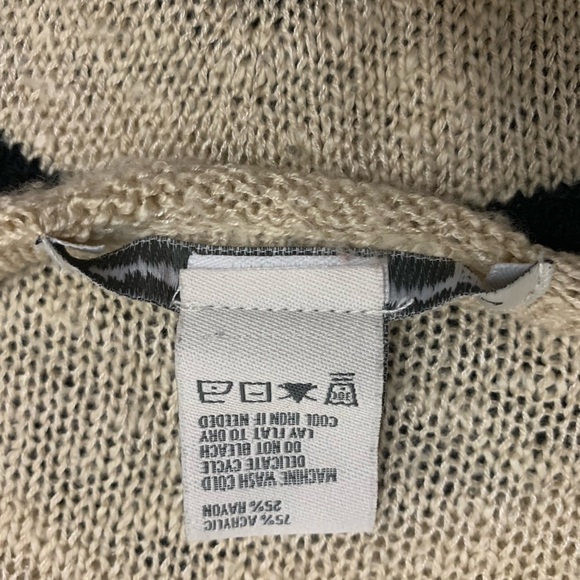 75% ACRYLIC
25% RAYON
MACHINE WASH COLD
DELICATE CYCLE
DO NOT BLEACH
LAY FLAT TO DRY
COOL IRON IF NEEDED
30C